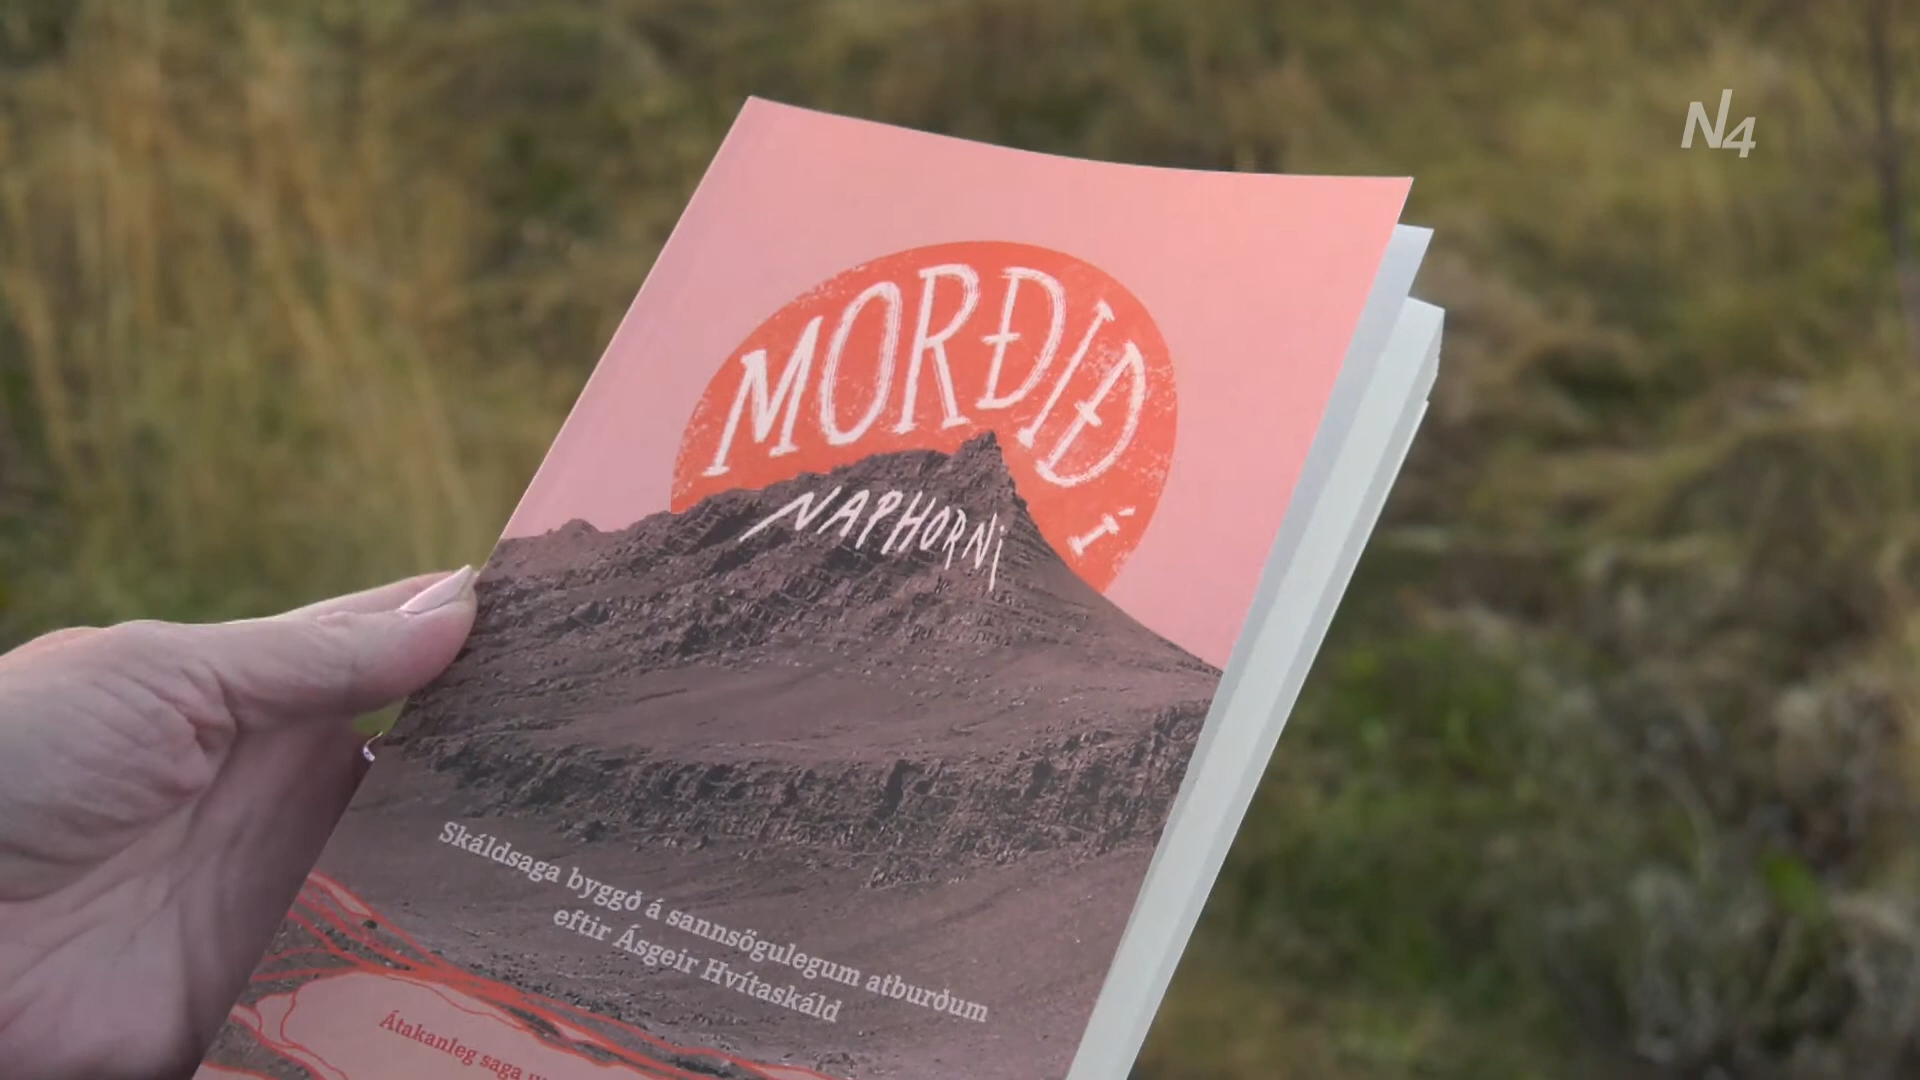 N4
MORÐIÐ Í
NAPHORNI
Skáldsaga byggð á sannsögulegum atburðum
eftir Ásgeir Hvítaskáld
Átakanleg saga